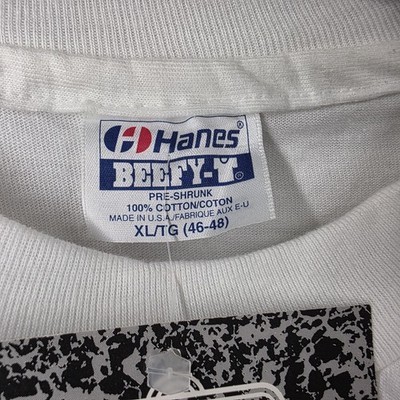 Hanes®
BEEFY-T®
PRE-SHRUNK
100% COTTON/COTON
MADE IN U.S.A./FABRIQUE AUX E-U
XL/TG (46-48)